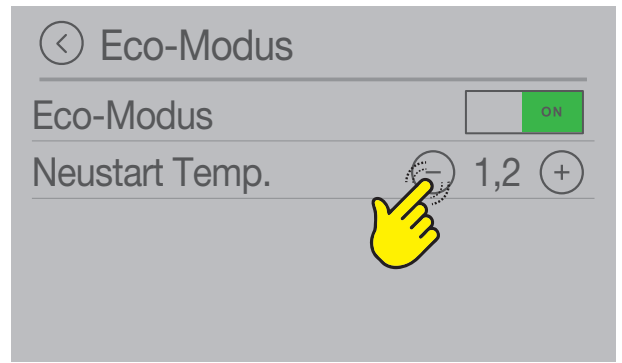 Eco-Modus
Eco-Modus ON
Neustart Temp. − 1,2 +